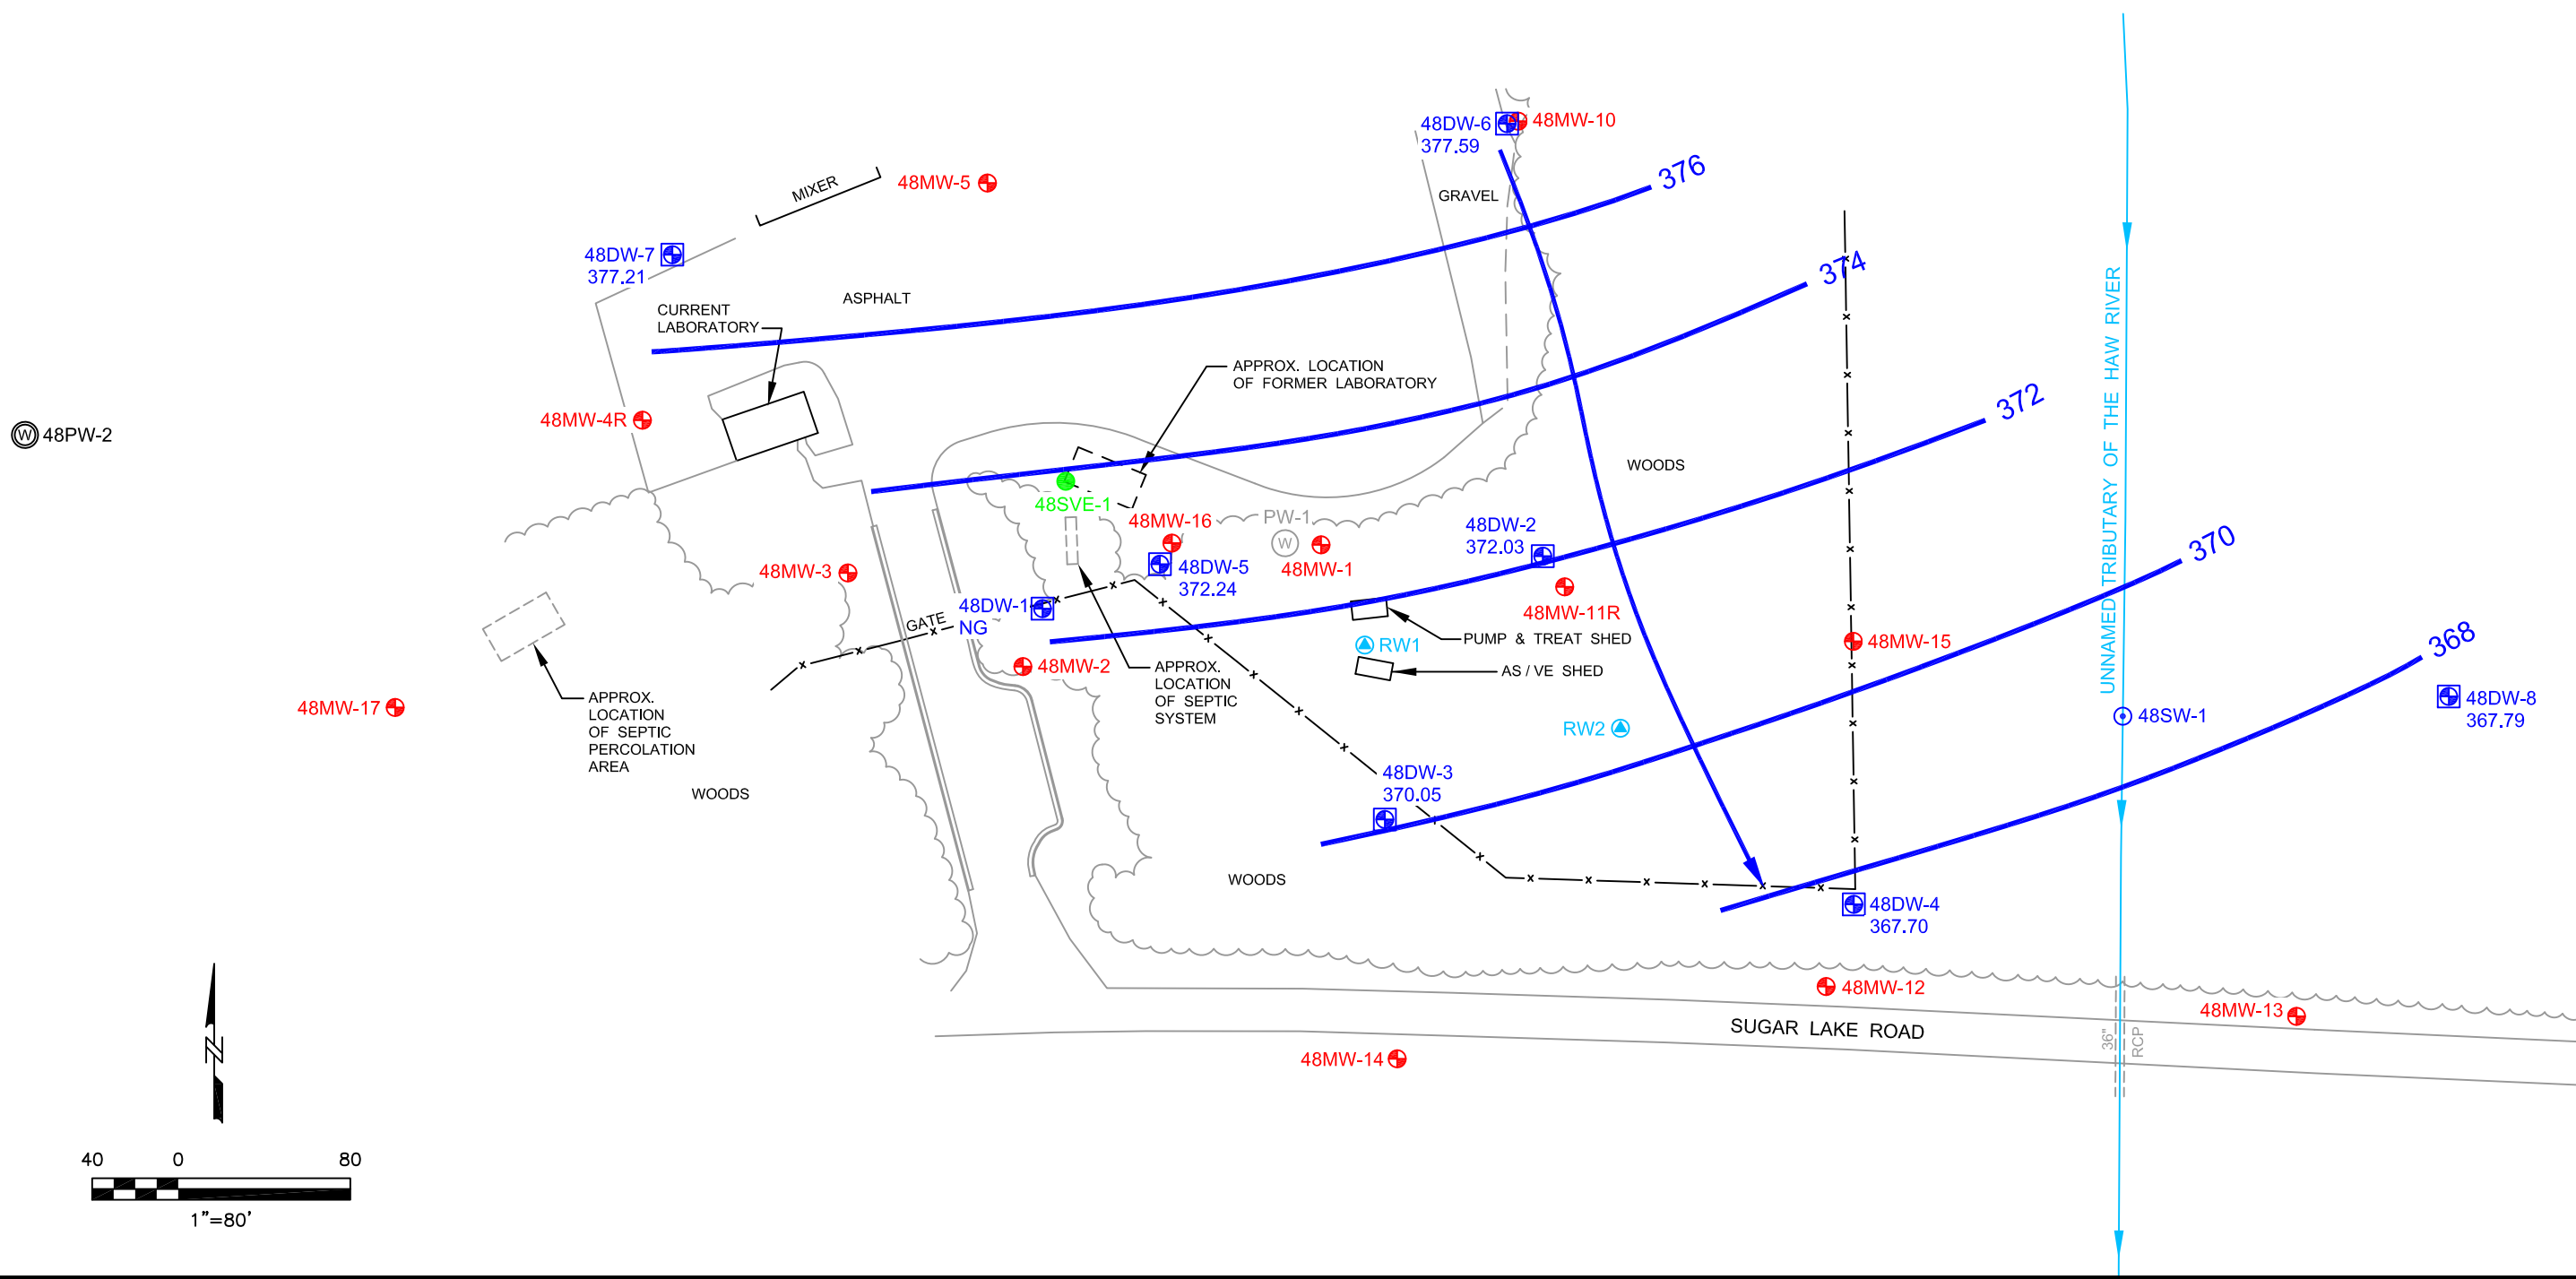 48DW-6
377.59
48MW-10
376
MIXER
48MW-5
GRAVEL
48DW-7
377.21
374
ASPHALT
CURRENT
LABORATORY
UNNAMED TRIBUTARY OF THE HAW RIVER
APPROX. LOCATION
OF FORMER LABORATORY
372
48MW-4R
W
48PW-2
WOODS
48SVE-1
48MW-16
PW-1
W
48DW-2
372.03
370
48MW-3
48DW-5
372.24
48MW-1
48DW-1
NG
GATE
48MW-11R
PUMP & TREAT SHED
RW1
48MW-15
368
48MW-2
APPROX.
LOCATION
OF SEPTIC
SYSTEM
AS / VE SHED
48MW-17
APPROX.
LOCATION
OF SEPTIC
PERCOLATION
AREA
RW2
48SW-1
48DW-8
367.79
48DW-3
370.05
WOODS
WOODS
48DW-4
367.70
48MW-12
48MW-13
SUGAR LAKE ROAD
36"
RCP
48MW-14
N
40 0 80
1"=80'